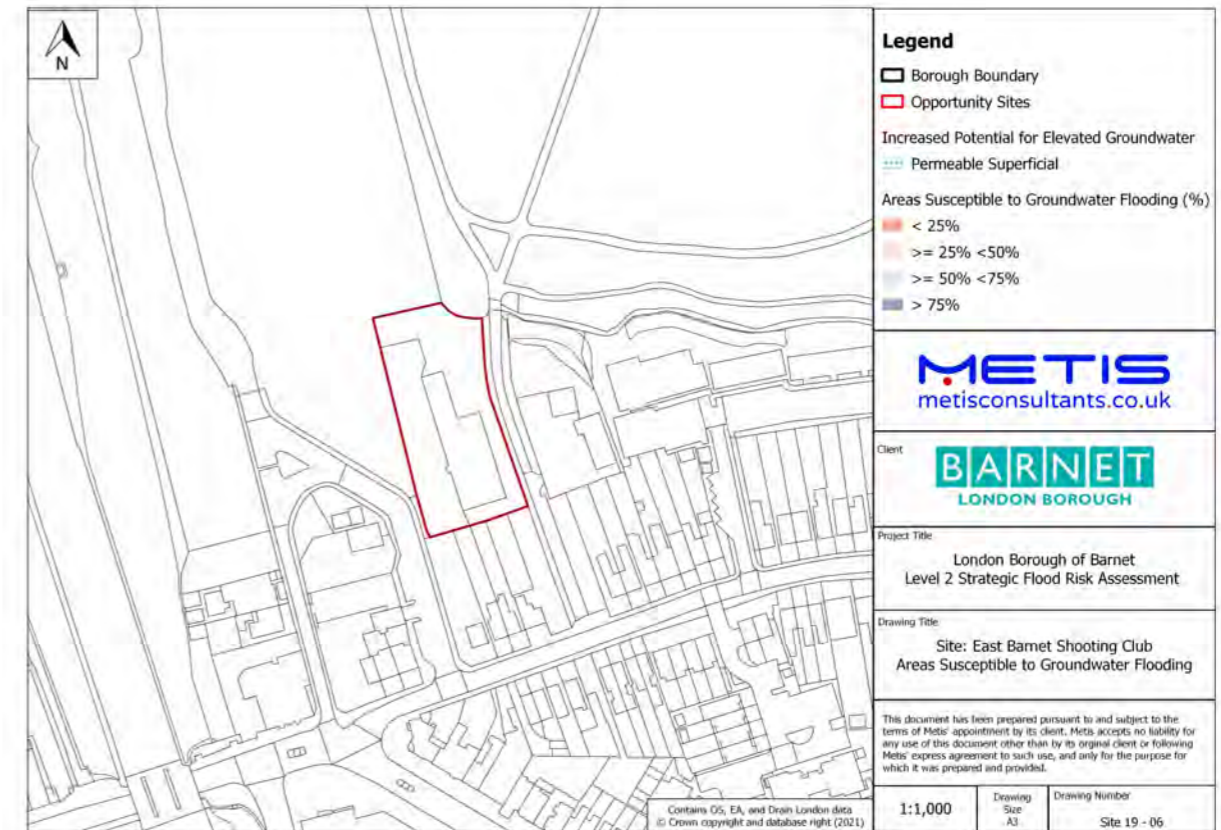 N
Legend
Borough Boundary
Opportunity Sites
Increased Potential for Elevated Groundwater
Permeable Superficial
Areas Susceptible to Groundwater Flooding (%)
< 25%
>= 25% <50%
>= 50% <75%
> 75%
METIS
metisconsultants.co.uk
Client
BARNET
LONDON BOROUGH
Project Title
London Borough of Barnet
Level 2 Strategic Flood Risk Assessment
Drawing Title
Site: East Barnet Shooting Club
Areas Susceptible to Groundwater Flooding
This document has been prepared pursuant to and subject to the
terms of Metis' appointment by its client. Metis accepts no liability for
any use of this document other than by its orginal client or following
Metis' express agreement to such use, and only for the purpose for
which it was prepared and provided.
Contains OS, EA, and Drain London data
© Crown copyright and database right (2021)
1:1,000
Drawing
Size
A3
Drawing Number
Site 19 - 06